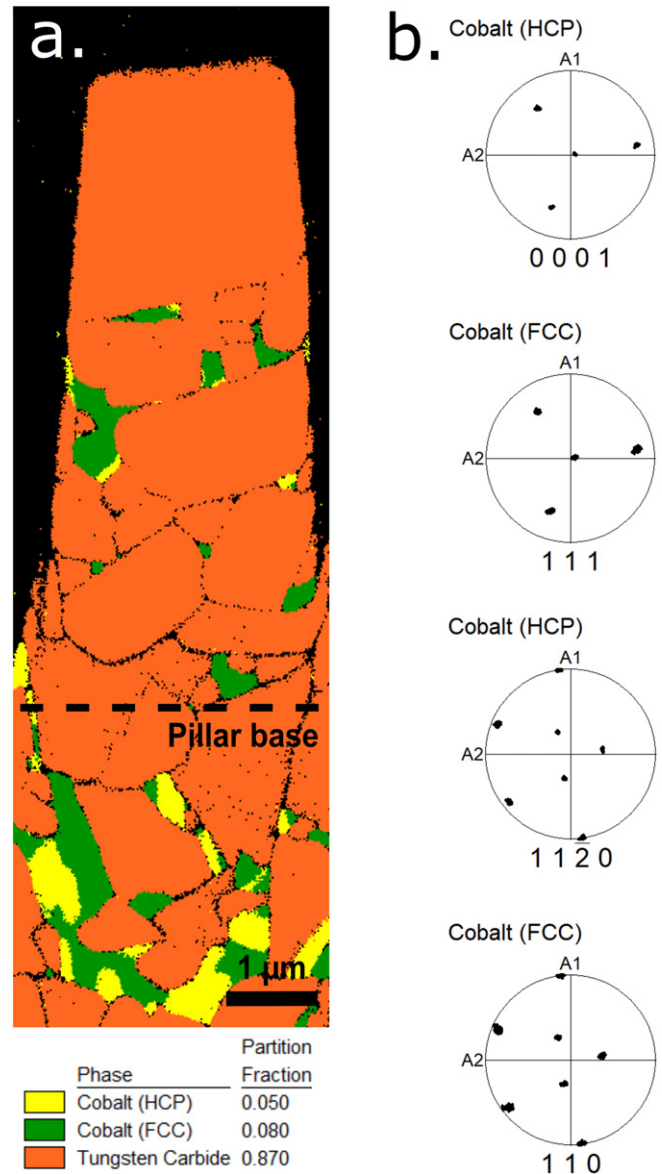 a.
Pillar base
1 µm
Partition
Phase Fraction
Cobalt (HCP) 0.050
Cobalt (FCC) 0.080
Tungsten Carbide 0.870
b.
Cobalt (HCP)
A1
A2
0 0 0 1
Cobalt (FCC)
A1
A2
1 1 1
Cobalt (HCP)
A1
A2
1 1 2̅ 0
Cobalt (FCC)
A1
A2
1 1 0